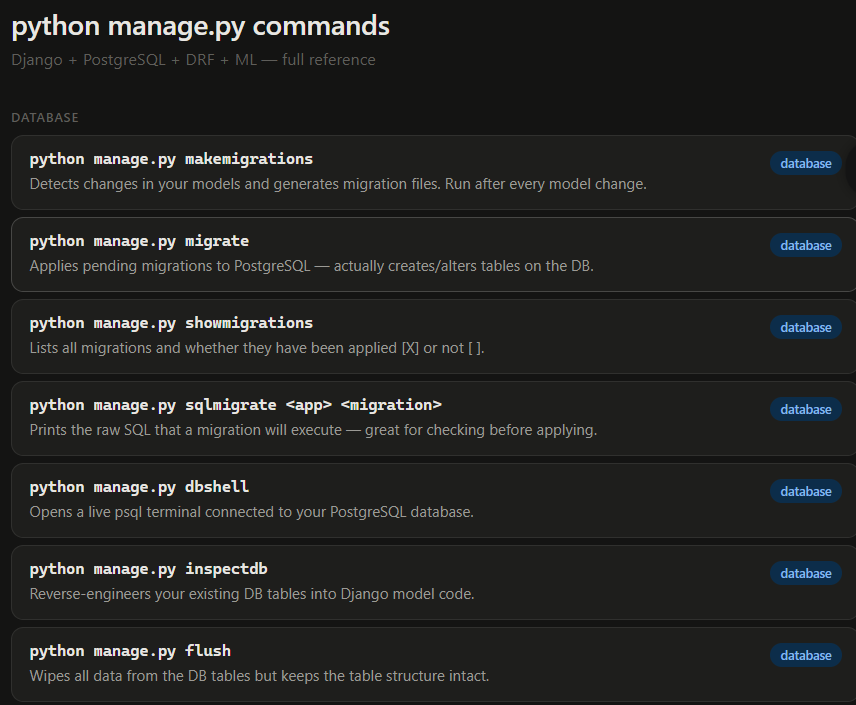 python manage.py commands
Django + PostgreSQL + DRF + ML — full reference
DATABASE
python manage.py makemigrations
database
Detects changes in your models and generates migration files. Run after every model change.
python manage.py migrate
database
Applies pending migrations to PostgreSQL — actually creates/alters tables on the DB.
python manage.py showmigrations
database
Lists all migrations and whether they have been applied [X] or not [ ].
python manage.py sqlmigrate <app> <migration>
database
Prints the raw SQL that a migration will execute — great for checking before applying.
python manage.py dbshell
database
Opens a live psql terminal connected to your PostgreSQL database.
python manage.py inspectdb
database
Reverse-engineers your existing DB tables into Django model code.
python manage.py flush
database
Wipes all data from the DB tables but keeps the table structure intact.